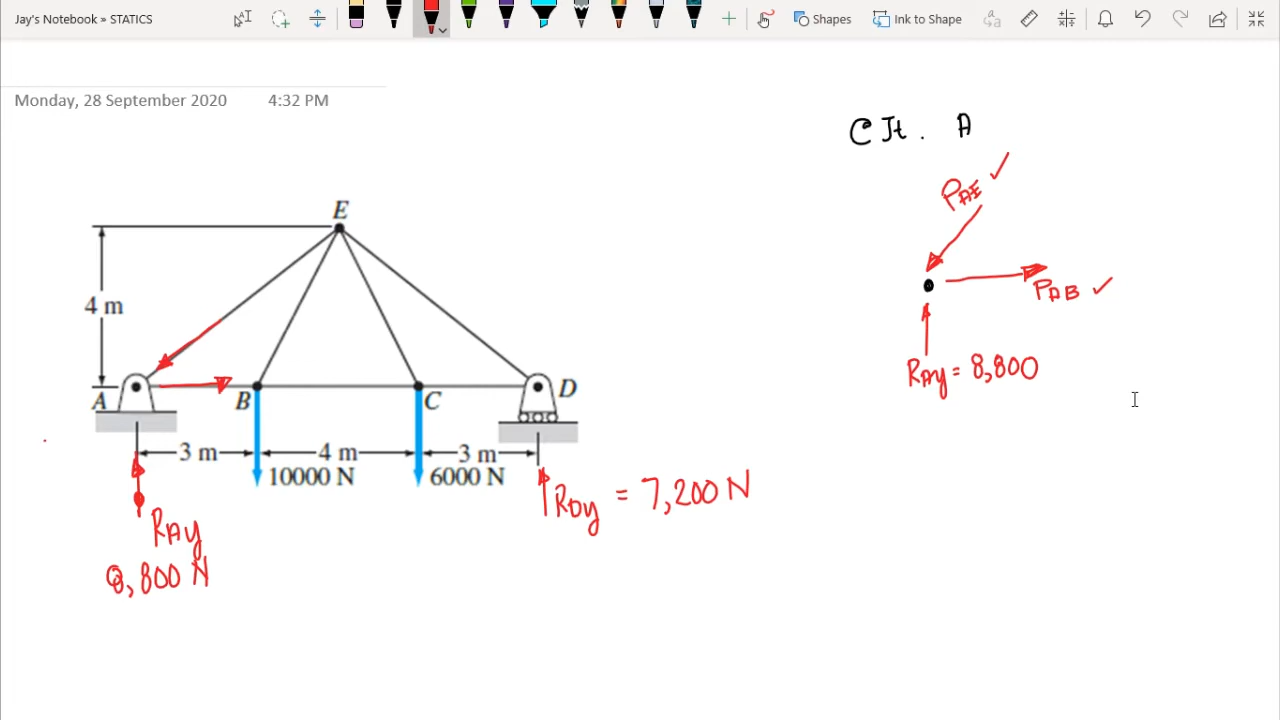 Jay's Notebook » STATICS
Shapes
Ink to Shape
Monday, 28 September 2020 4:32 PM
@ Jt. A
E
4 m
A
B
C
D
3 m
4 m
3 m
10000 N
6000 N
RAY
8,800 N
RDY = 7,200 N
PAE ✓
PAB ✓
RAY = 8,800